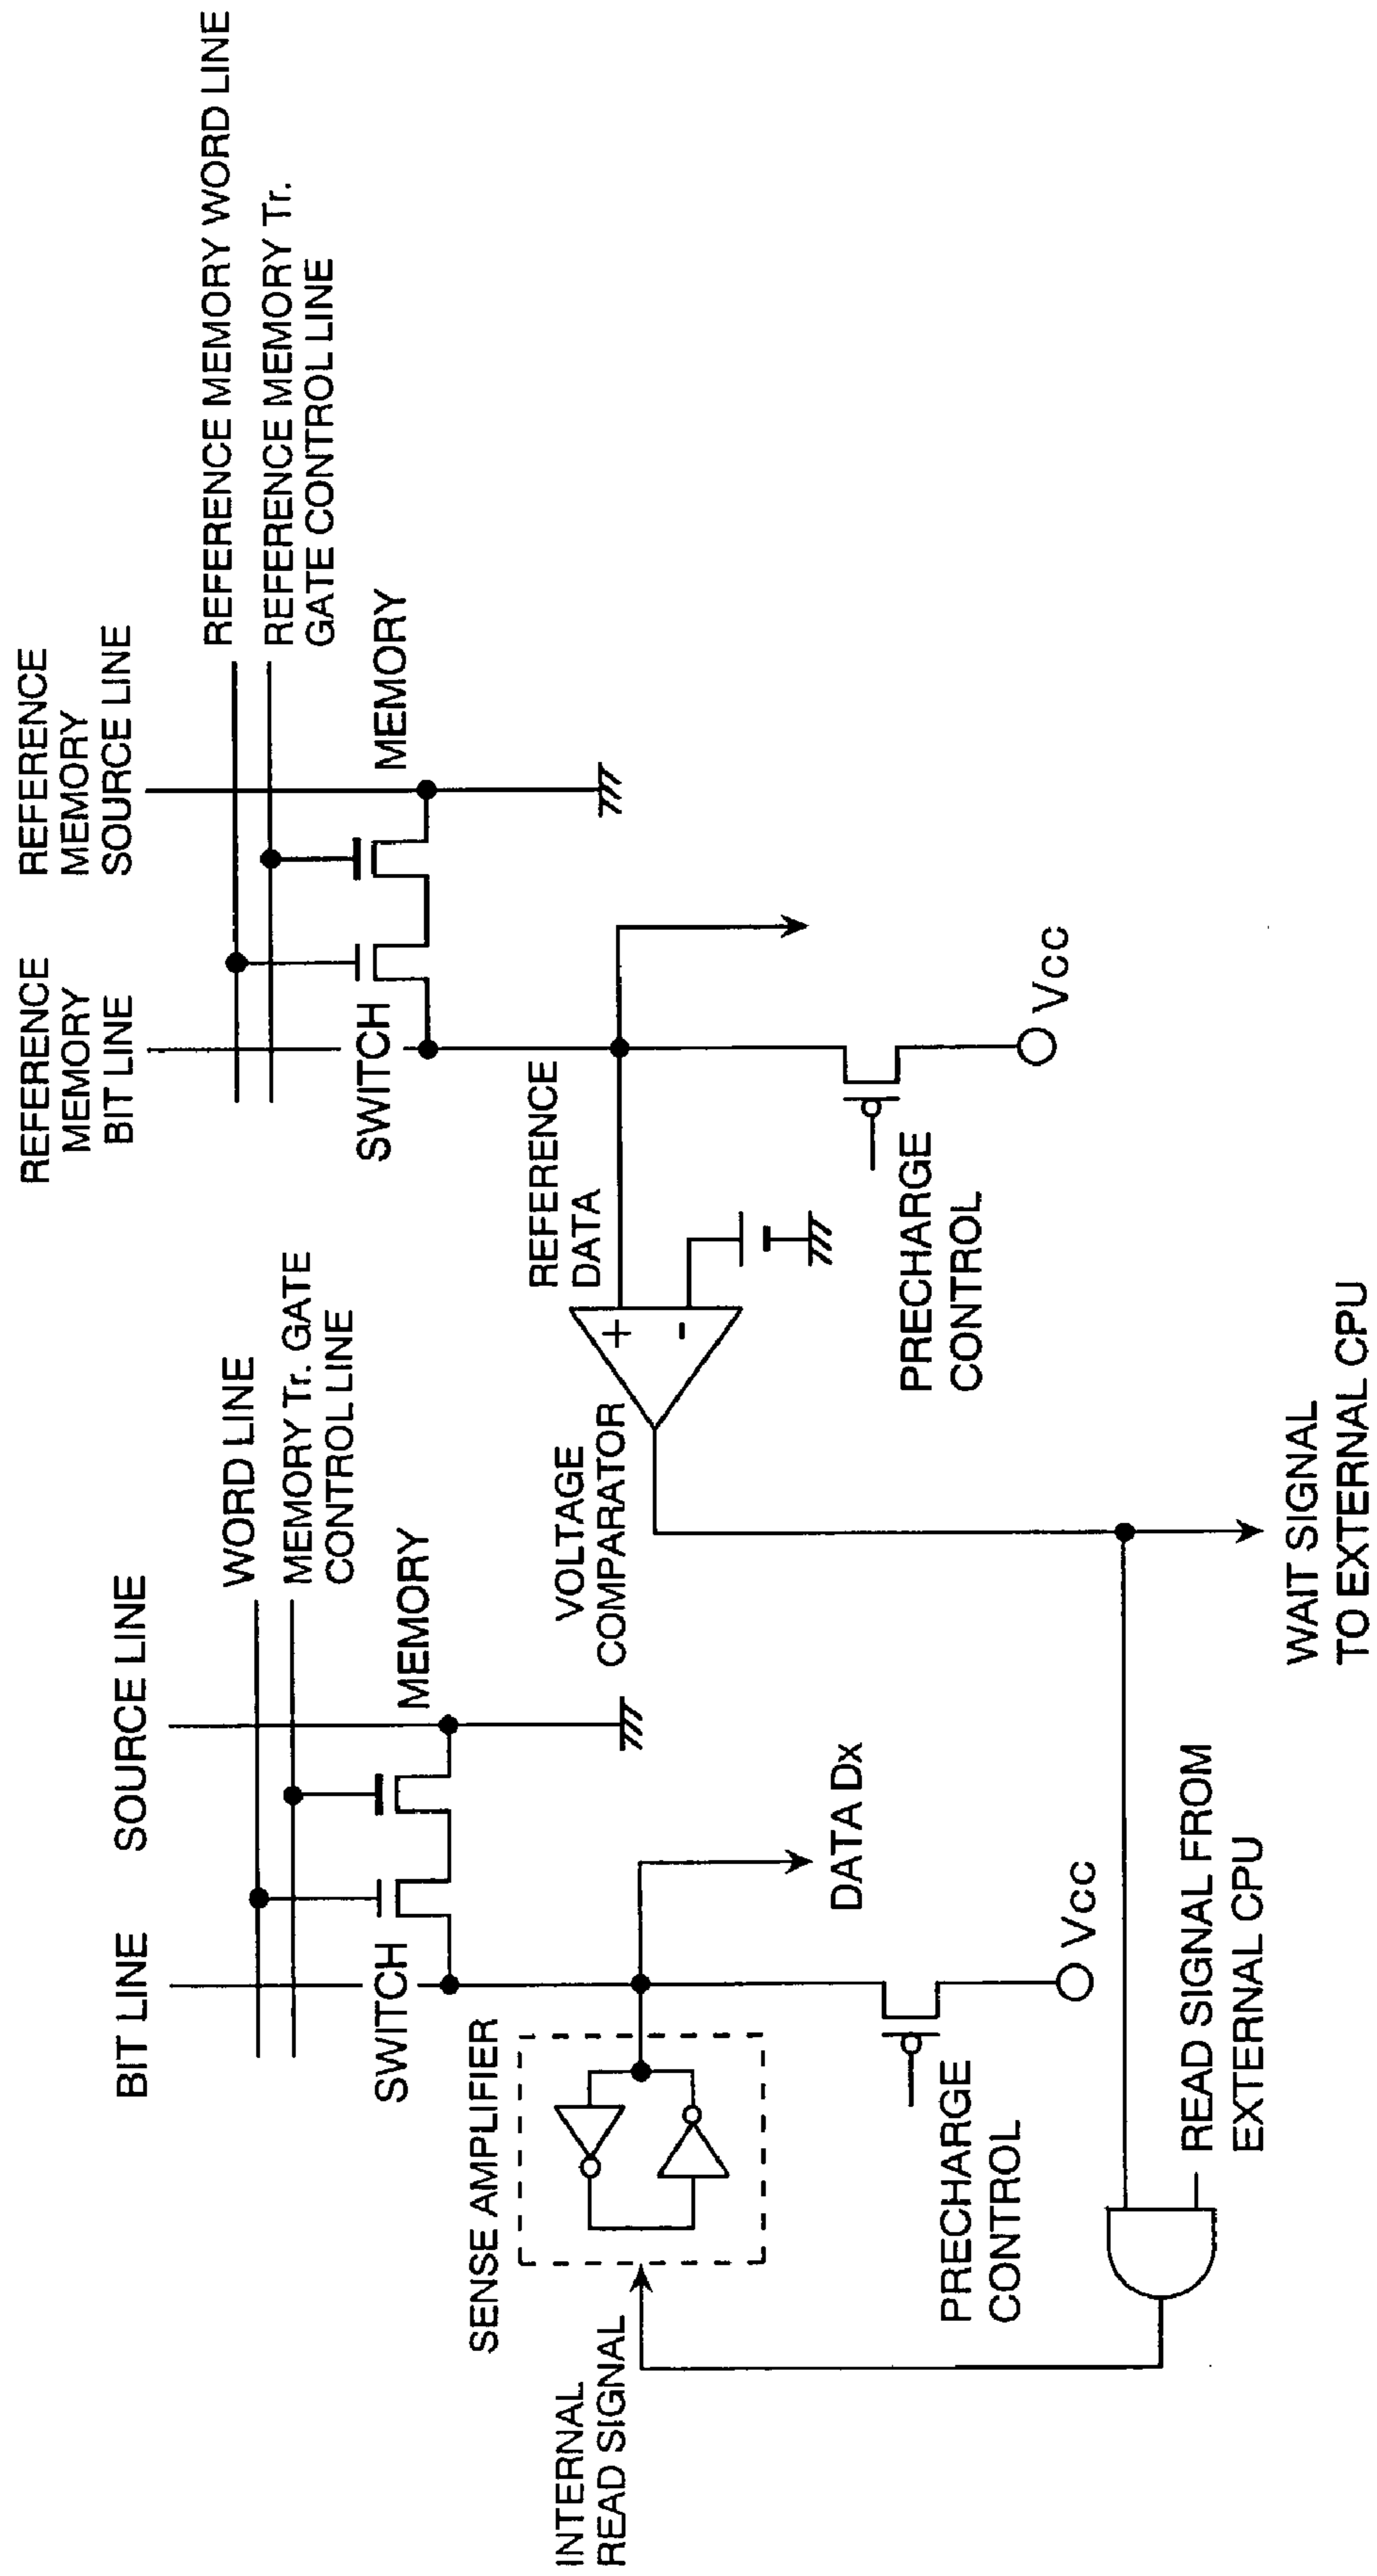 BIT LINE
SOURCE LINE
WORD LINE
MEMORY Tr. GATE
CONTROL LINE
SWITCH
MEMORY
SENSE AMPLIFIER
INTERNAL
READ SIGNAL
DATA Dx
PRECHARGE
CONTROL
Vcc
READ SIGNAL FROM
EXTERNAL CPU
REFERENCE
MEMORY
BIT LINE
REFERENCE
MEMORY
SOURCE LINE
REFERENCE MEMORY WORD LINE
REFERENCE MEMORY Tr.
GATE CONTROL LINE
SWITCH
MEMORY
REFERENCE
DATA
VOLTAGE
COMPARATOR
+
-
PRECHARGE
CONTROL
Vcc
WAIT SIGNAL
TO EXTERNAL CPU